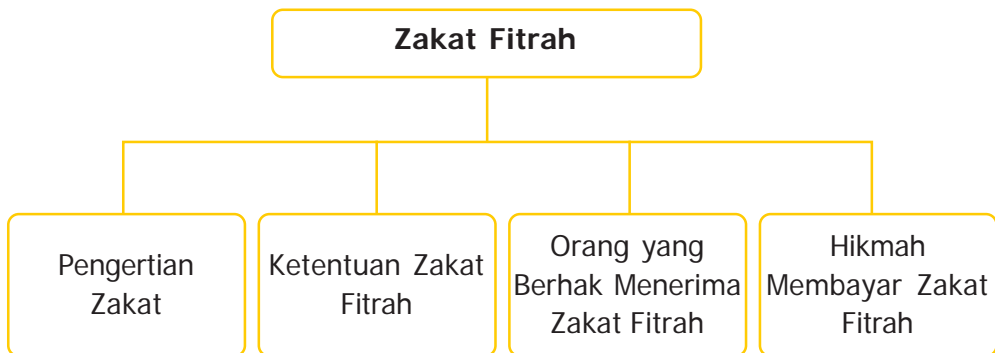 Zakat Fitrah
Pengertian
Zakat
Ketentuan Zakat
Fitrah
Orang yang
Berhak Menerima
Zakat Fitrah
Hikmah
Membayar Zakat
Fitrah